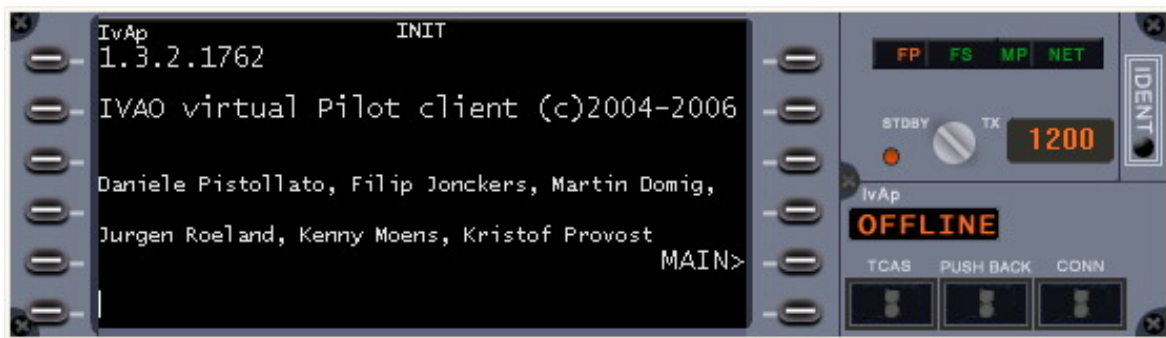 IvAp INIT
1.3.2.1762
IVAO virtual Pilot client (c)2004-2006
Daniele Pistollato, Filip Jonckers, Martin Domig,
Jurgen Roeland, Kenny Moens, Kristof Provost
MAIN>
FP FS MP NET
IDENT
STDBY TX 1200
IvAp
OFFLINE
TCAS PUSH BACK CONN